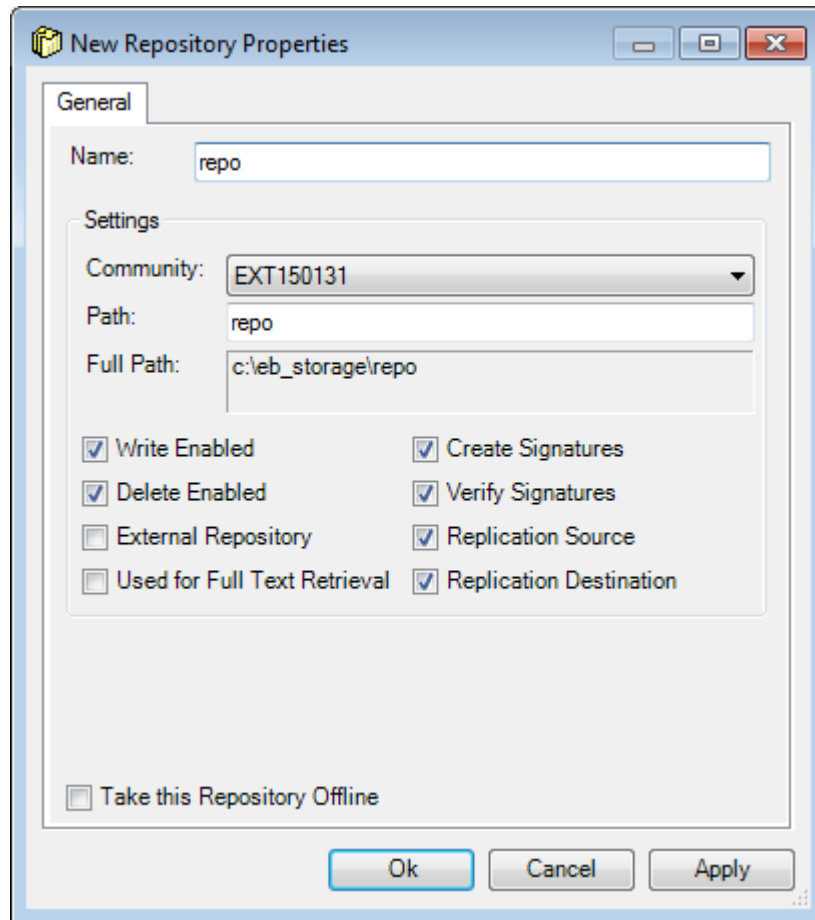 New Repository Properties
General
Name: repo
Settings
Community: EXT150131
Path: repo
Full Path: c:\eb_storage\repo
Write Enabled Create Signatures
Delete Enabled Verify Signatures
External Repository Replication Source
Used for Full Text Retrieval Replication Destination
Take this Repository Offline
Ok Cancel Apply